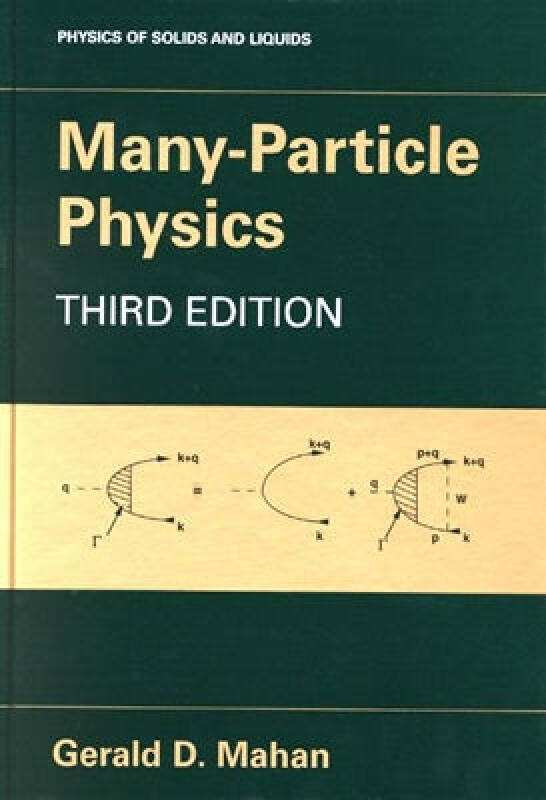 PHYSICS OF SOLIDS AND LIQUIDS
Many-Particle
Physics
THIRD EDITION
q k+q Γ k = k+q k + q p+q k+q W Γ p k
Gerald D. Mahan